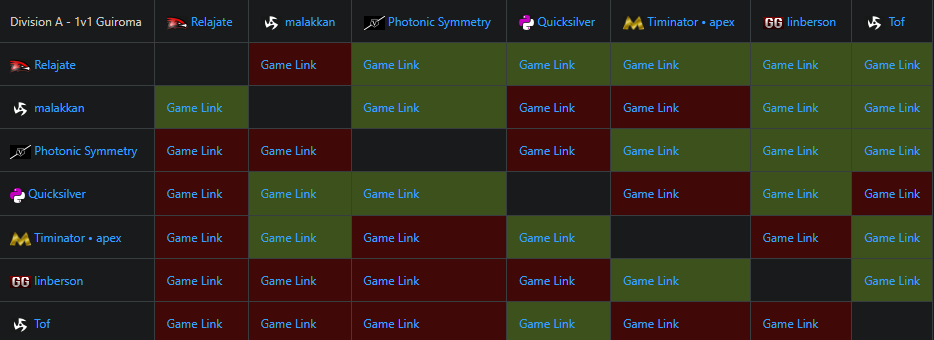 Division A - 1v1 Guiroma Relajate malakkan Photonic Symmetry Quicksilver Timinator • apex linberson Tof
Relajate Game Link Game Link Game Link Game Link Game Link Game Link
malakkan Game Link Game Link Game Link Game Link Game Link Game Link
Photonic Symmetry Game Link Game Link Game Link Game Link Game Link Game Link
Quicksilver Game Link Game Link Game Link Game Link Game Link Game Link
Timinator • apex Game Link Game Link Game Link Game Link Game Link Game Link
GG linberson Game Link Game Link Game Link Game Link Game Link Game Link
Tof Game Link Game Link Game Link Game Link Game Link Game Link